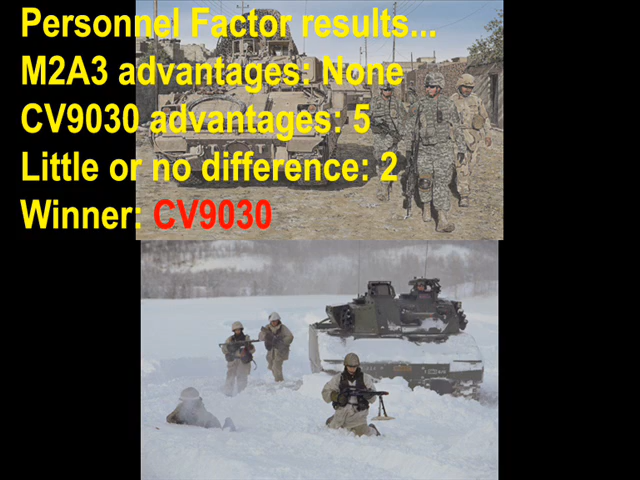 Personnel Factor results...
M2A3 advantages: None
CV9030 advantages: 5
Little or no difference: 2
Winner: CV9030